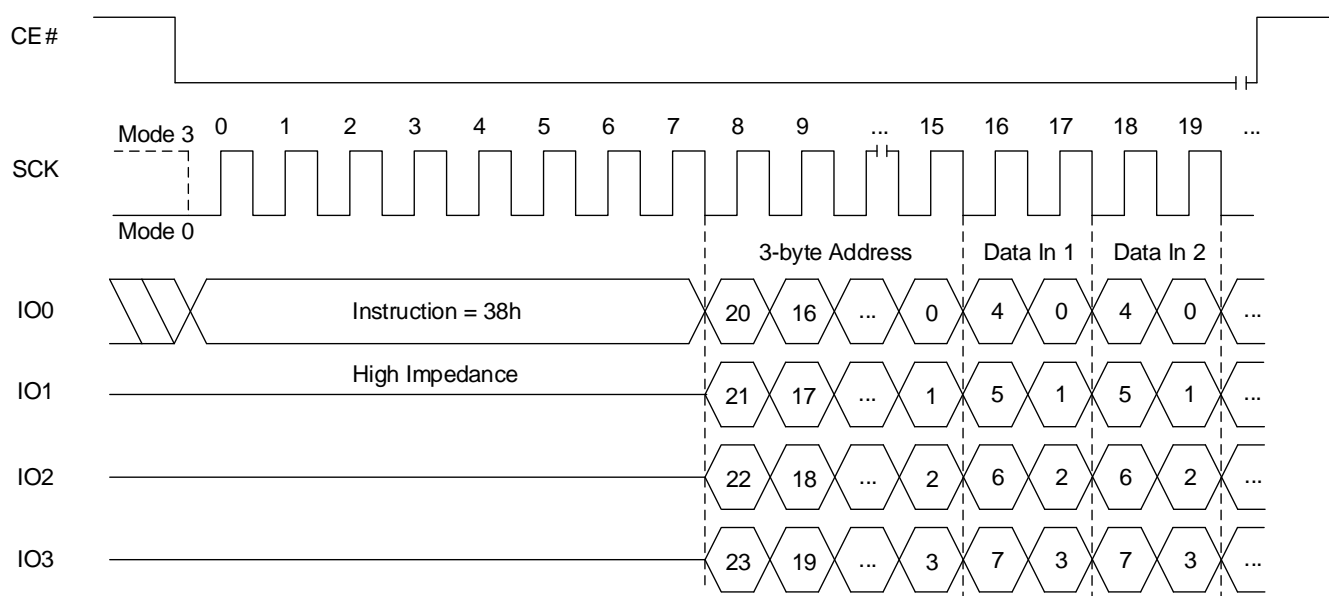 CE#
Mode 3 0 1 2 3 4 5 6 7 8 9 ... 15 16 17 18 19 ...
SCK
Mode 0
3-byte Address Data In 1 Data In 2
IO0 Instruction = 38h 20 16 ... 0 4 0 4 0 ...
High Impedance
IO1 21 17 ... 1 5 1 5 1 ...
IO2 22 18 ... 2 6 2 6 2 ...
IO3 23 19 ... 3 7 3 7 3 ...